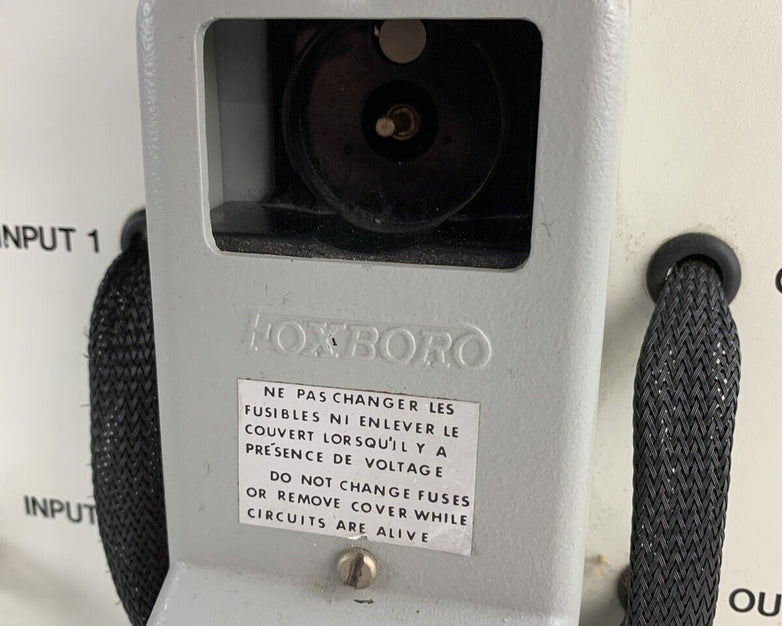 INPUT 1
FOXBORO
NE PAS CHANGER LES
FUSIBLES NI ENLEVER LE
COUVERT LORSQU'IL Y A
PRÉSENCE DE VOLTAGE
DO NOT CHANGE FUSES
OR REMOVE COVER WHILE
CIRCUITS ARE ALIVE
INPUT